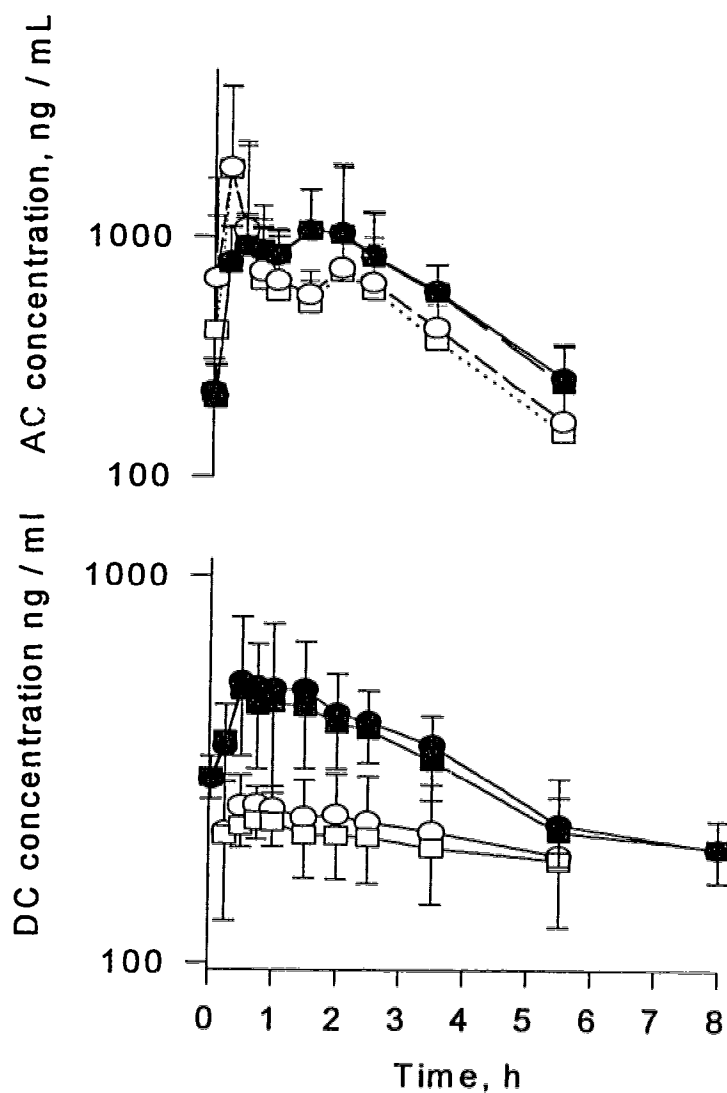 AC concentration, ng / mL
1000
100
DC concentration ng / ml
1000
100
0 1 2 3 4 5 6 7 8
Time, h